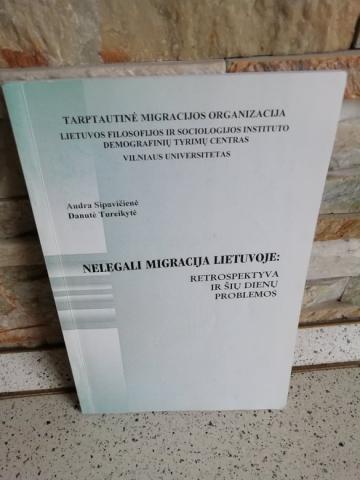 TARPTAUTINĖ MIGRACIJOS ORGANIZACIJA
LIETUVOS FILOSOFIJOS IR SOCIOLOGIJOS INSTITUTO
DEMOGRAFINIŲ TYRIMŲ CENTRAS
VILNIAUS UNIVERSITETAS
Audra Sipavičienė
Danutė Tureikytė
NELEGALI MIGRACIJA LIETUVOJE:
RETROSPEKTYVA
IR ŠIŲ DIENŲ
PROBLEMOS